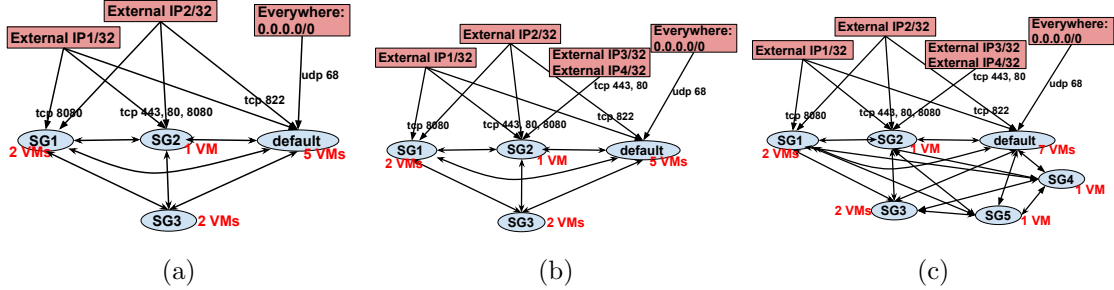 External IP2/32
Everywhere:
0.0.0.0/0
External IP1/32
udp 68
tcp 8080
tcp 443, 80, 8080
tcp 822
SG1
SG2
default
2 VMs
1 VM
5 VMs
SG3
2 VMs
(a)
External IP2/32
Everywhere:
0.0.0.0/0
External IP1/32
External IP3/32
External IP4/32
tcp 443, 80
udp 68
tcp 8080
tcp 443, 80, 8080
tcp 822
SG1
SG2
default
2 VMs
1 VM
5 VMs
SG3
2 VMs
(b)
External IP2/32
Everywhere:
0.0.0.0/0
External IP1/32
External IP3/32
External IP4/32
tcp 443, 80
udp 68
tcp 8080
tcp 443, 80, 8080
tcp 822
SG1
SG2
default
2 VMs
1 VM
7 VMs
SG4
1 VM
2 VMs
SG3
SG5
1 VM
(c)